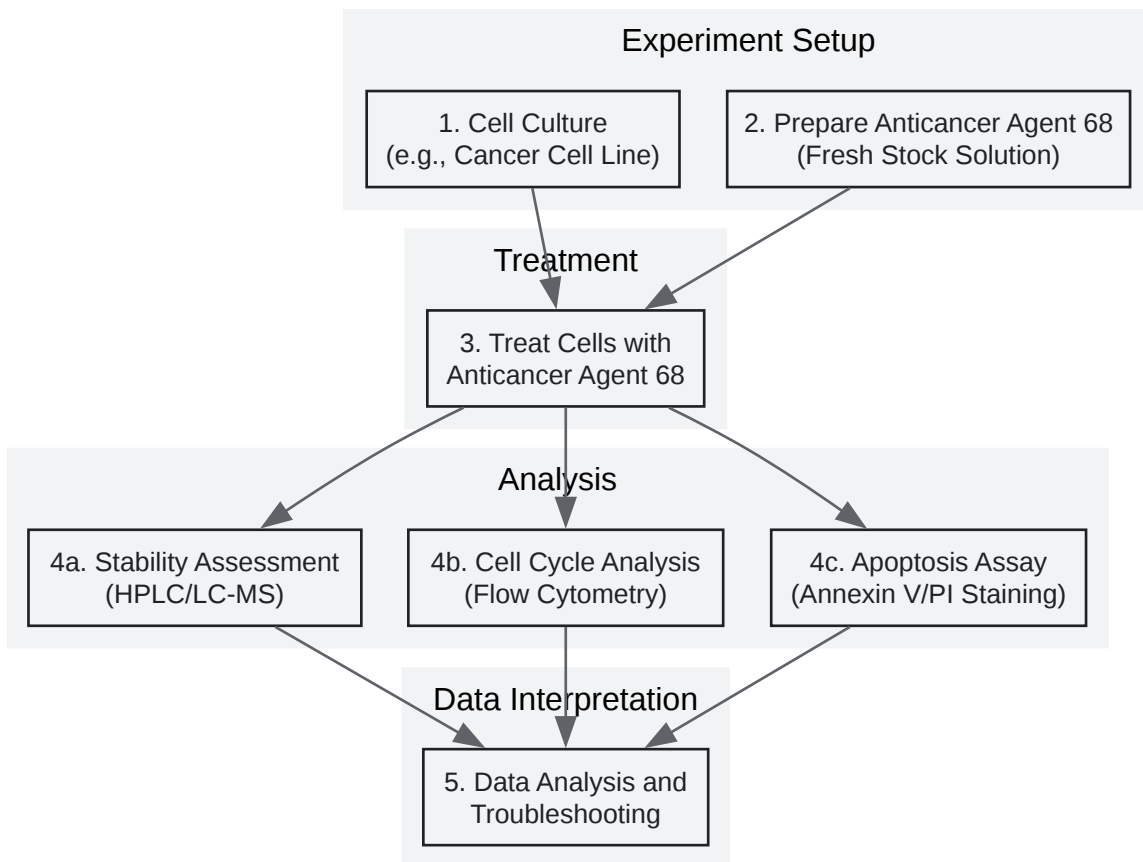 Experiment Setup
1. Cell Culture
(e.g., Cancer Cell Line)
2. Prepare Anticancer Agent 68
(Fresh Stock Solution)
Treatment
3. Treat Cells with
Anticancer Agent 68
Analysis
4a. Stability Assessment
(HPLC/LC-MS)
4b. Cell Cycle Analysis
(Flow Cytometry)
4c. Apoptosis Assay
(Annexin V/PI Staining)
Data Interpretation
5. Data Analysis and
Troubleshooting